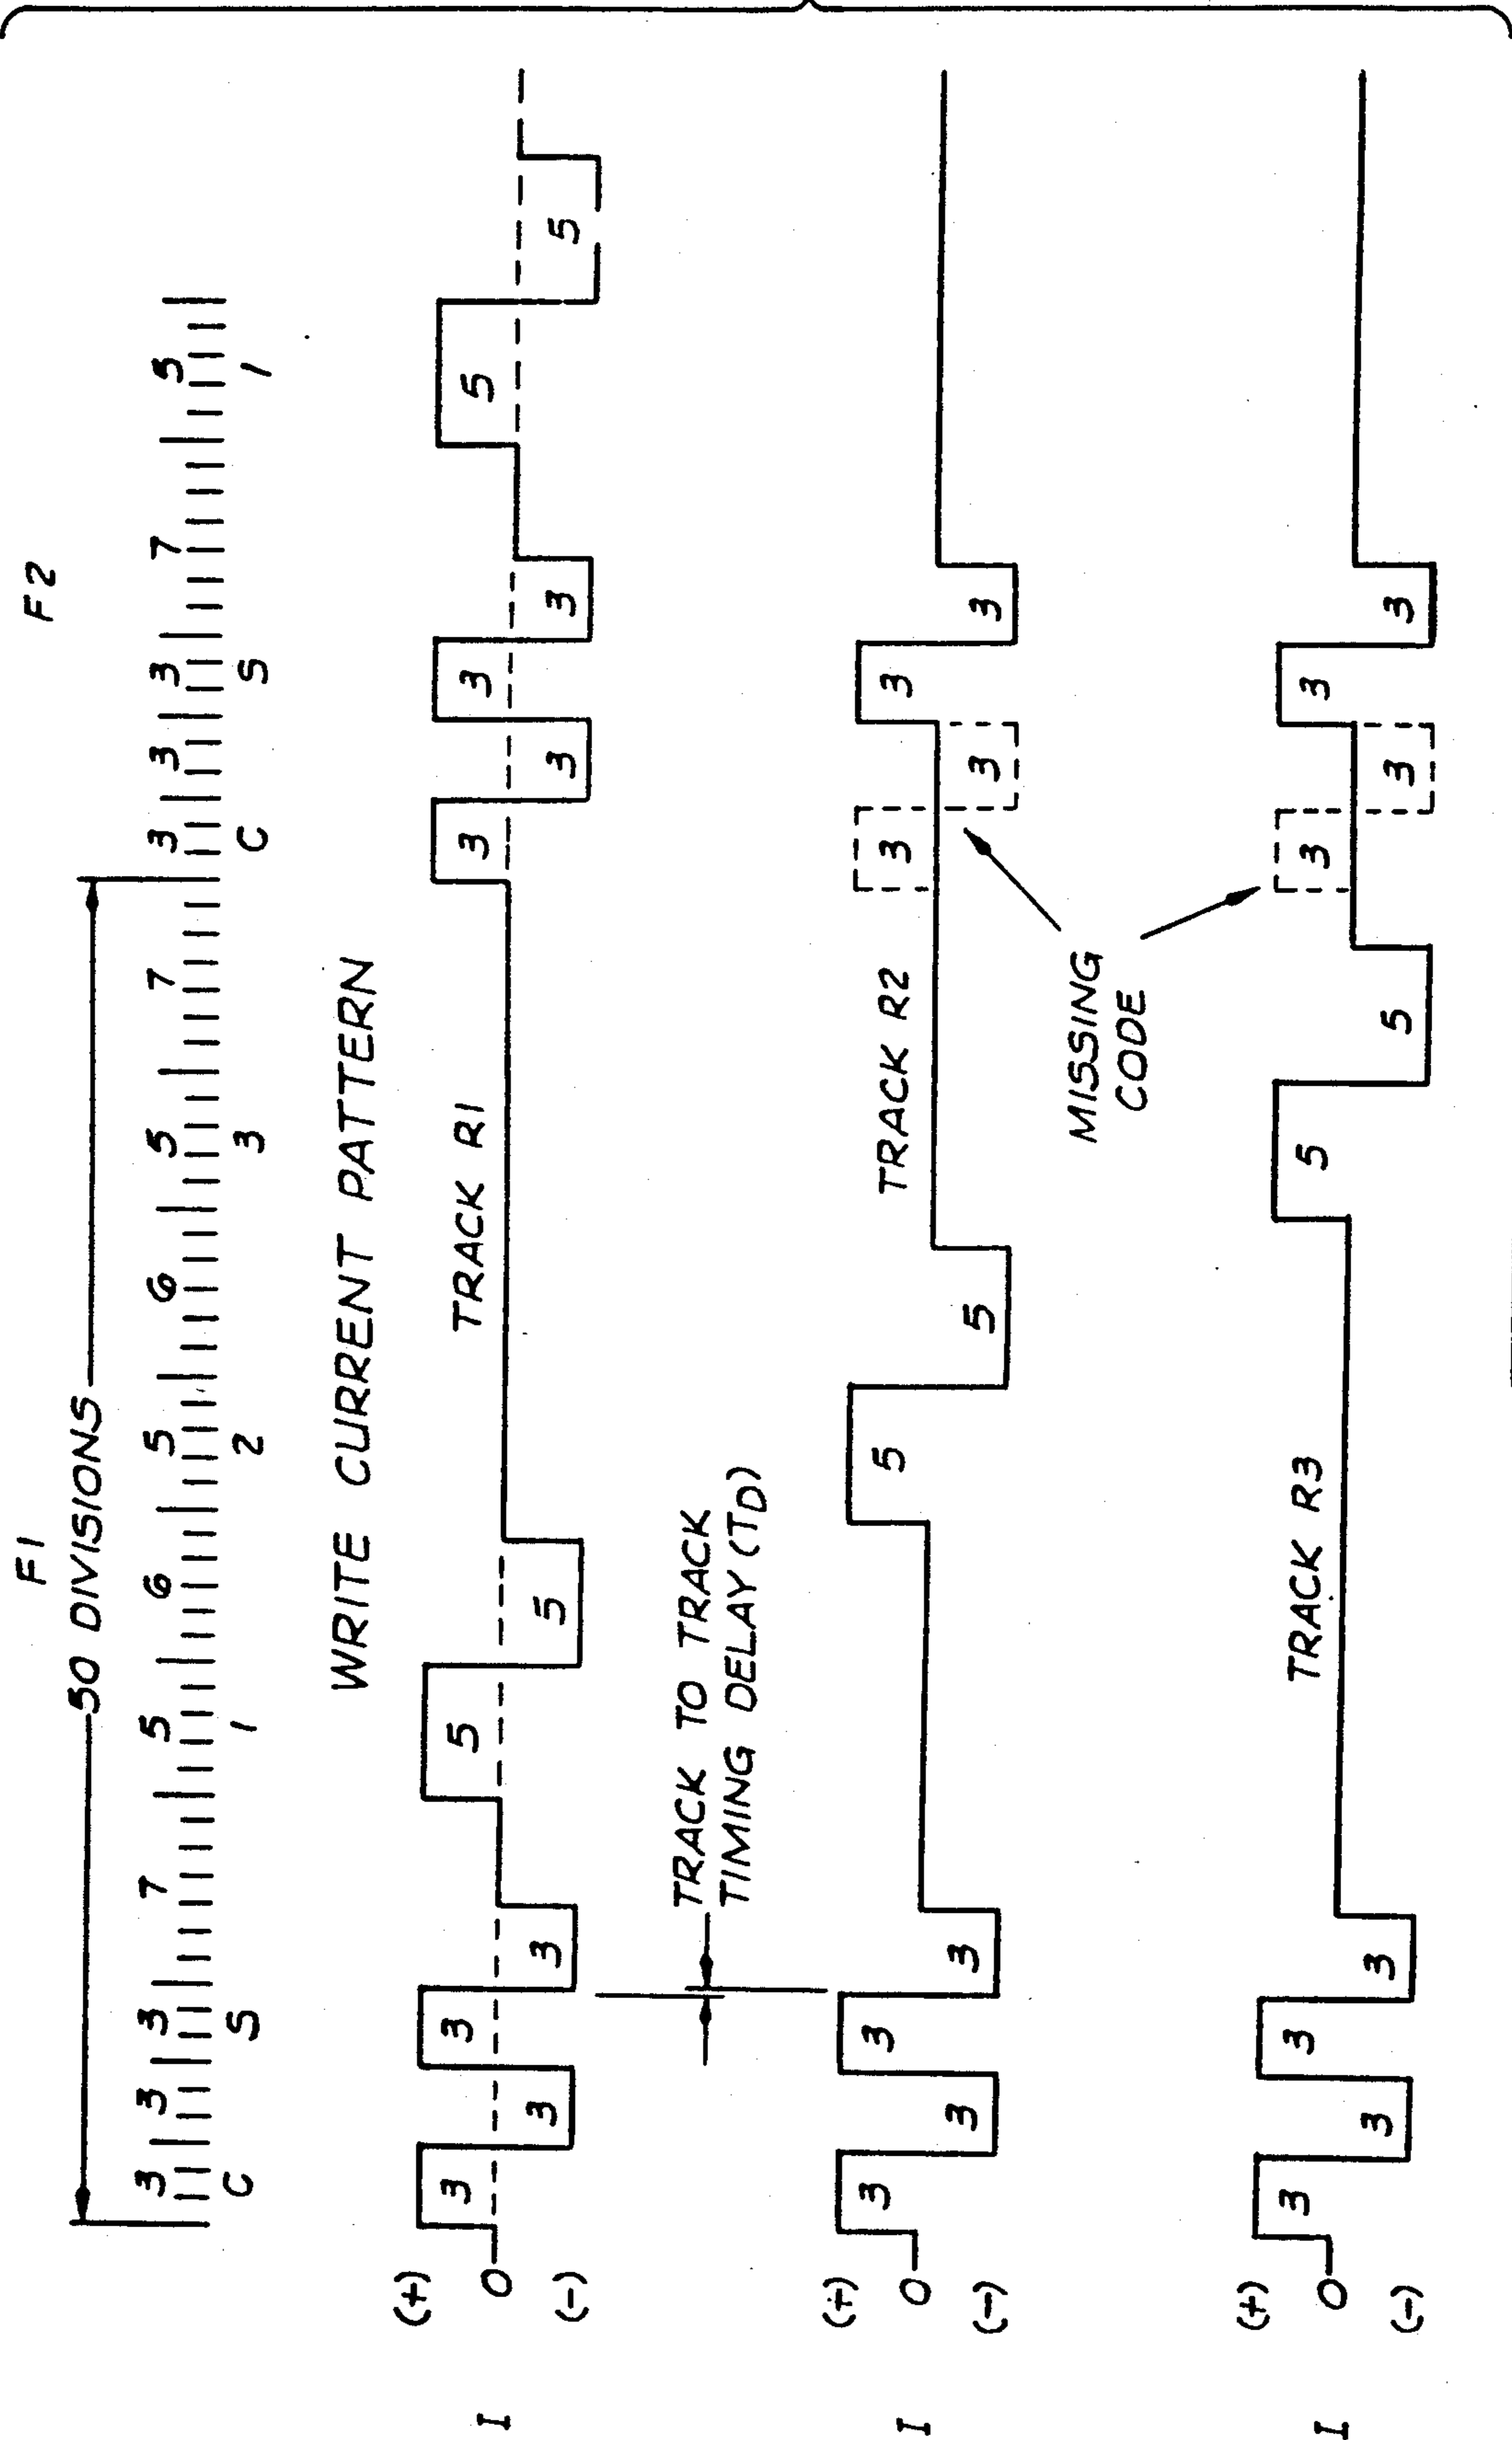 F1
F2
50 DIVISIONS
3 3 3 7 5 6 5 6 5 7 3 3 3 7 5
C S 1 2 3 C S 1
WRITE CURRENT PATTERN
TRACK R1
I
(+)
O
(-)
3 3 3 3 5 5 3 3 3 3 5 5
TRACK TO TRACK
TIMING DELAY (TD)
TRACK R2
I
(+)
O
(-)
3 3 3 3 5 5 3 3 3 3
MISSING
CODE
TRACK R3
I
(+)
O
(-)
3 3 3 3 5 5 3 3 3 3